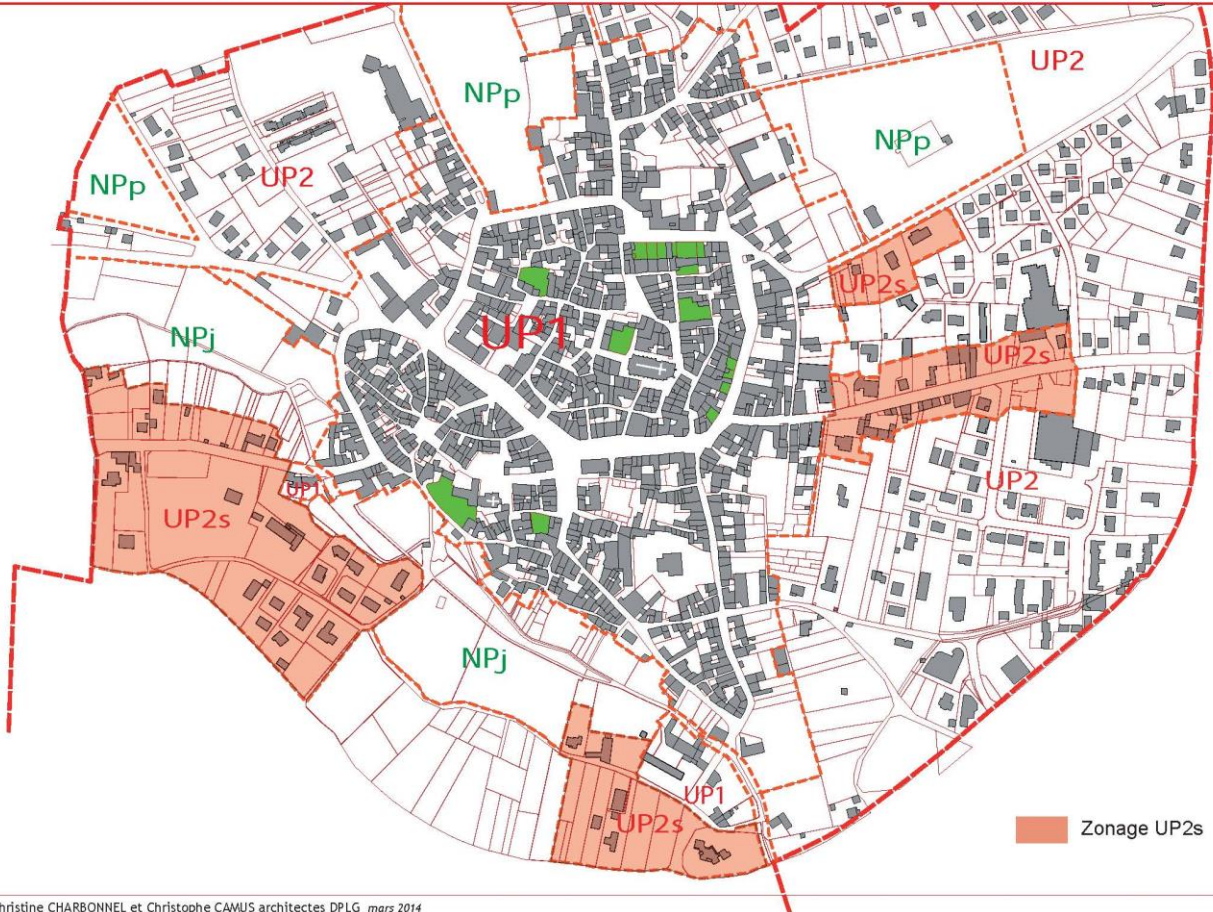 UP2
NPp
NPp
NPp
UP2
UP2s
UP1
NPj
UP2s
UP2
UP1
UP2s
NPj
UP1
UP2s
Zonage UP2s
hristine CHARBONNEL et Christophe CAMUS architectes DPLG mars 2014